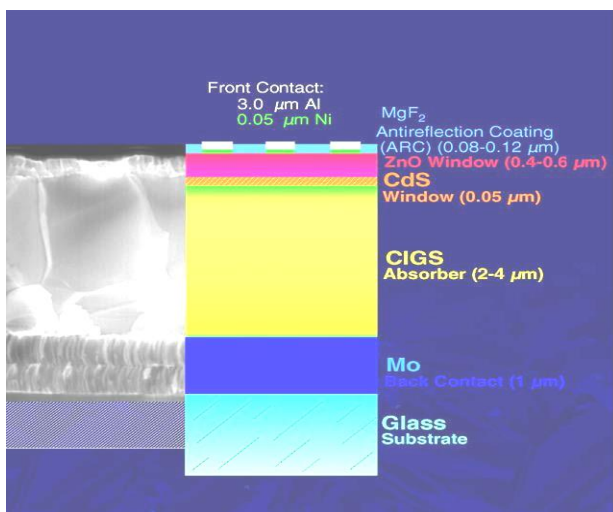 Front Contact:
3.0 μm Al
0.05 μm Ni
MgF₂
Antireflection Coating
(ARC) (0.08-0.12 μm)
ZnO Window (0.4-0.6 μm)
CdS
Window (0.05 μm)
CIGS
Absorber (2-4 μm)
Mo
Back Contact (1 μm)
Glass
Substrate